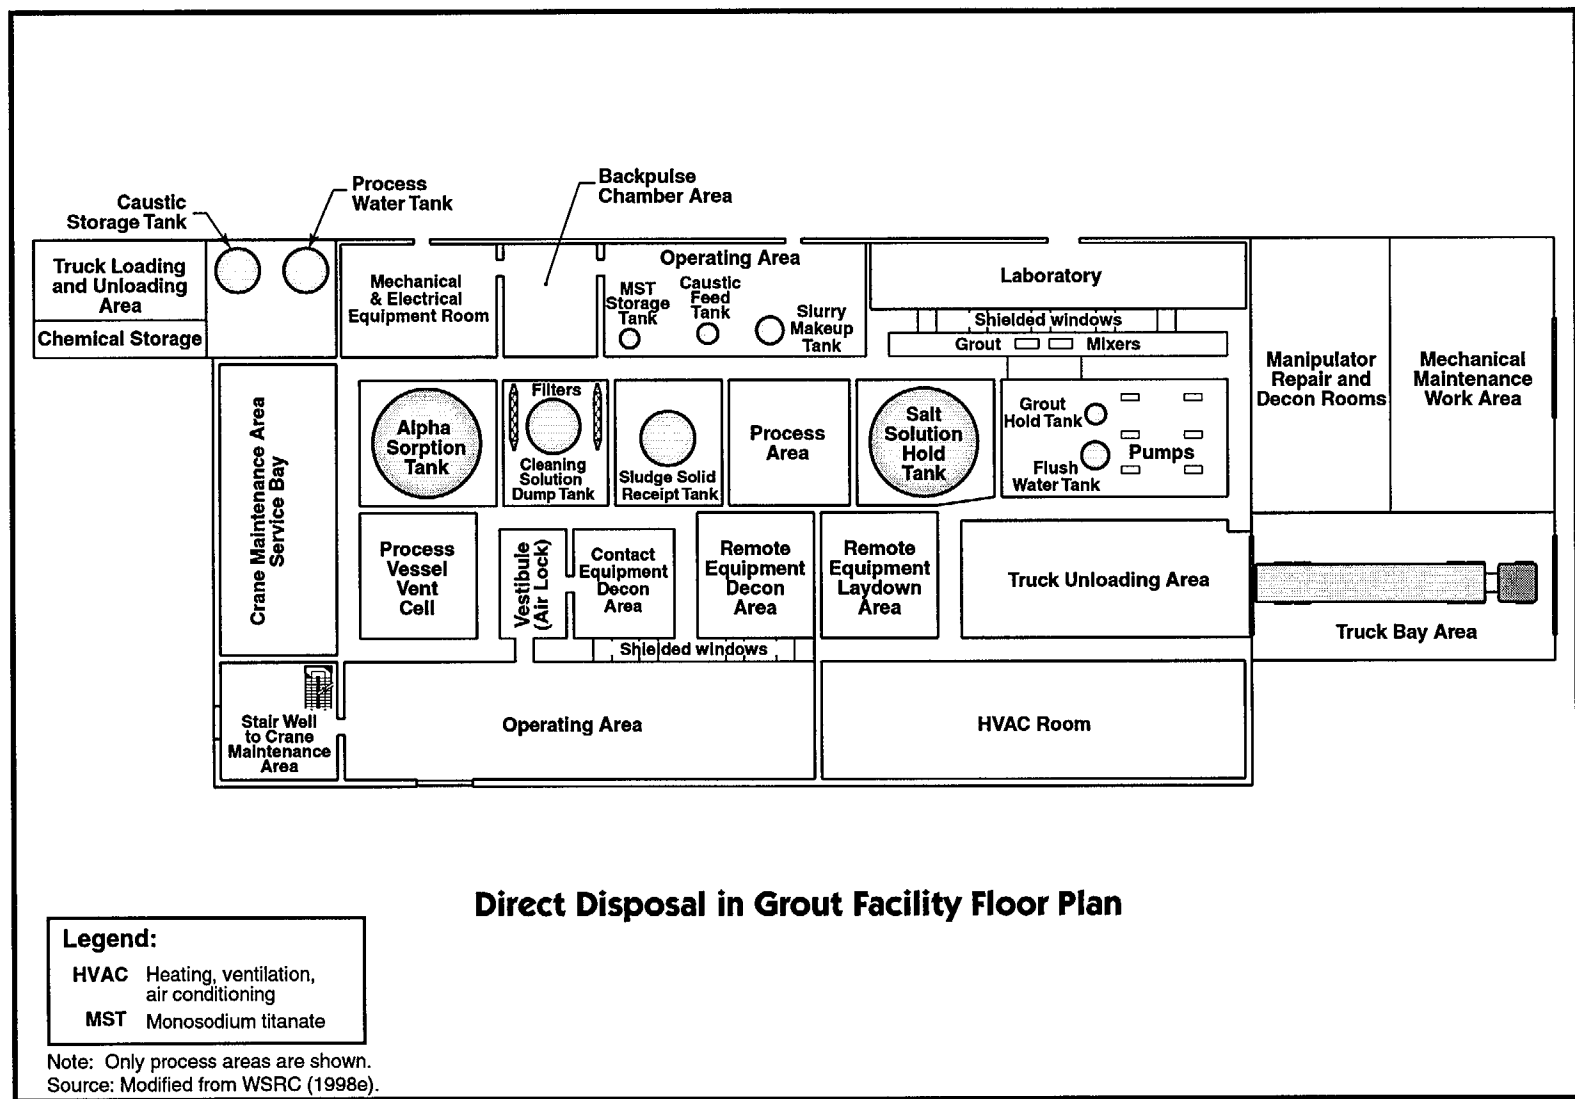 Caustic
Storage Tank
Process
Water Tank
Backpulse
Chamber Area
Truck Loading
and Unloading
Area
Chemical Storage
Mechanical
& Electrical
Equipment Room
Operating Area
MST
Storage
Tank
Caustic
Feed
Tank
Slurry
Makeup
Tank
Laboratory
Shielded windows
Grout
Mixers
Manipulator
Repair and
Decon Rooms
Mechanical
Maintenance
Work Area
Crane Maintenance Area
Service Bay
Alpha
Sorption
Tank
Filters
Cleaning
Solution
Dump Tank
Sludge Solid
Receipt Tank
Process
Area
Salt
Solution
Hold
Tank
Grout
Hold Tank
Flush
Water Tank
Pumps
Process
Vessel
Vent
Cell
Vestibule
(Air Lock)
Contact
Equipment
Decon
Area
Remote
Equipment
Decon
Area
Remote
Equipment
Laydown
Area
Truck Unloading Area
Truck Bay Area
Shielded windows
Stair Well
to Crane
Maintenance
Area
Operating Area
HVAC Room
Direct Disposal in Grout Facility Floor Plan
Legend:
HVAC Heating, ventilation,
air conditioning
MST Monosodium titanate
Note: Only process areas are shown.
Source: Modified from WSRC (1998e).